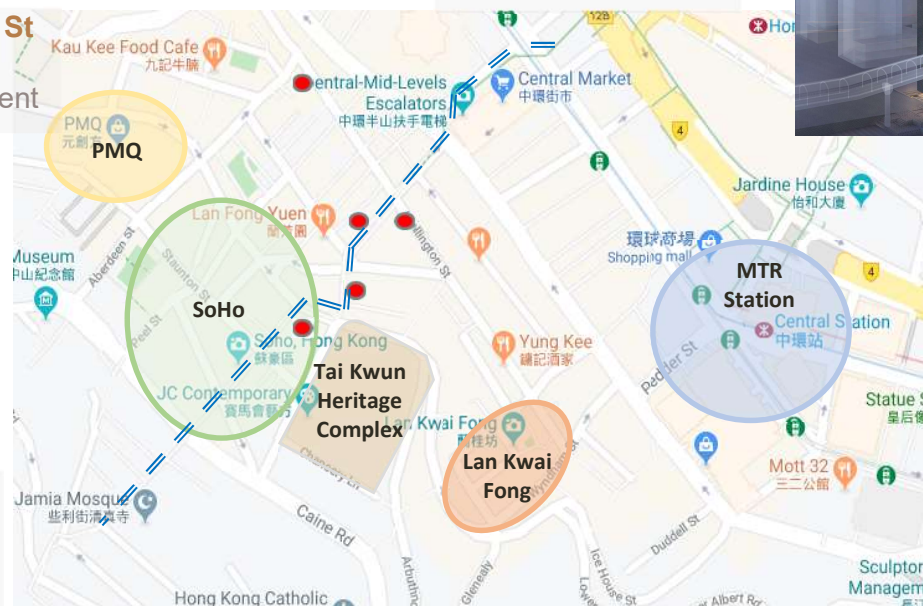 St
ent
Kau Kee Food Cafe
九記牛腩
12B
Ho
Central-Mid-Levels
Escalators
中環半山扶手電梯
Central Market
中環街市
4
PMQ
元創方
PMQ
Jardine House
怡和大廈
Lan Fong Yuen
蘭芳園
Wellington St
環球商場
Shopping mall
MTR
Station
4
Museum
中山紀念館
Aberdeen St
Staunton St
Peel St
SoHo
Central Station
中環站
Soho, Hong Kong
蘇豪區
Yung Kee
鏞記酒家
Pedder St
Tai Kwun
Heritage
Complex
JC Contemporary
賽馬會藝方
Lan Kwai Fong
蘭桂坊
Statue S
皇后像
Lan Kwai
Fong
Wyndham St
Chancery Ln
Mott 32
三二公館
Jamia Mosque
些利街清真寺
Caine Rd
Duddell St
Arbuthno
Glenealy
Ice House St
Lower
Albert Rd
Sculptor
Managem
Hong Kong Catholic